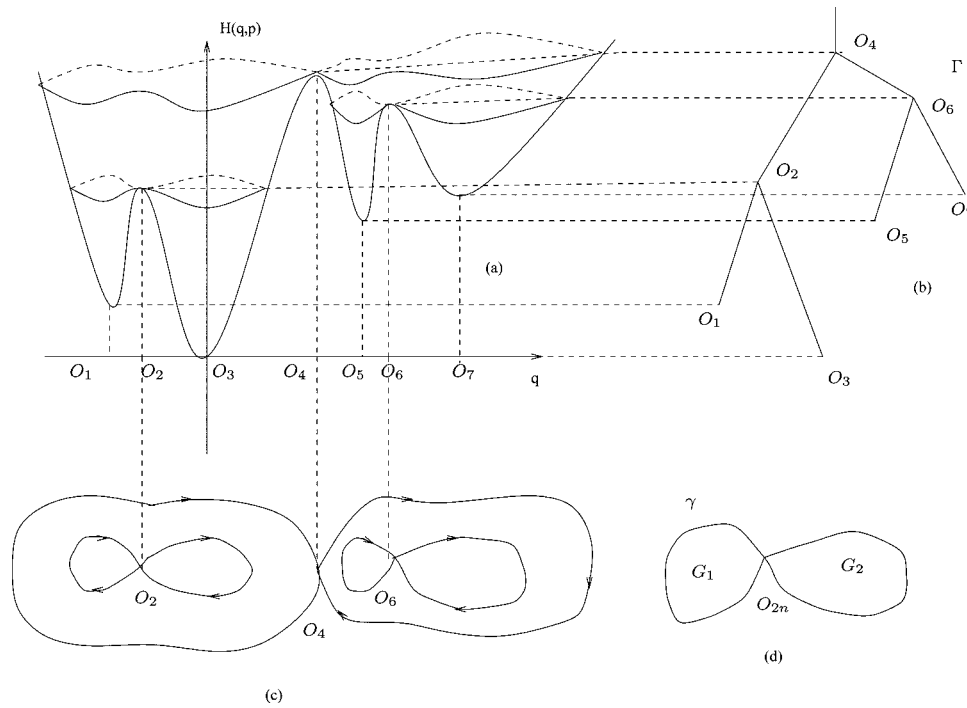 H(q,p)
O₄
Γ
O₆
O₂
O
O₅
(a)
(b)
O₁
O₃
O₁ O₂ O₃ O₄ O₅ O₆ O₇ q
γ
G₁ G₂
O₂ O₆ O₂ₙ
O₄
(d)
(c)